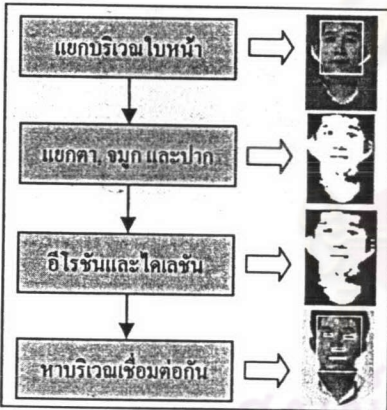 แยกบริเวณใบหน้า
แยกตา, จมูก และปาก
อีโรชันและไดเลชัน
หาบริเวณเชื่อมต่อกัน